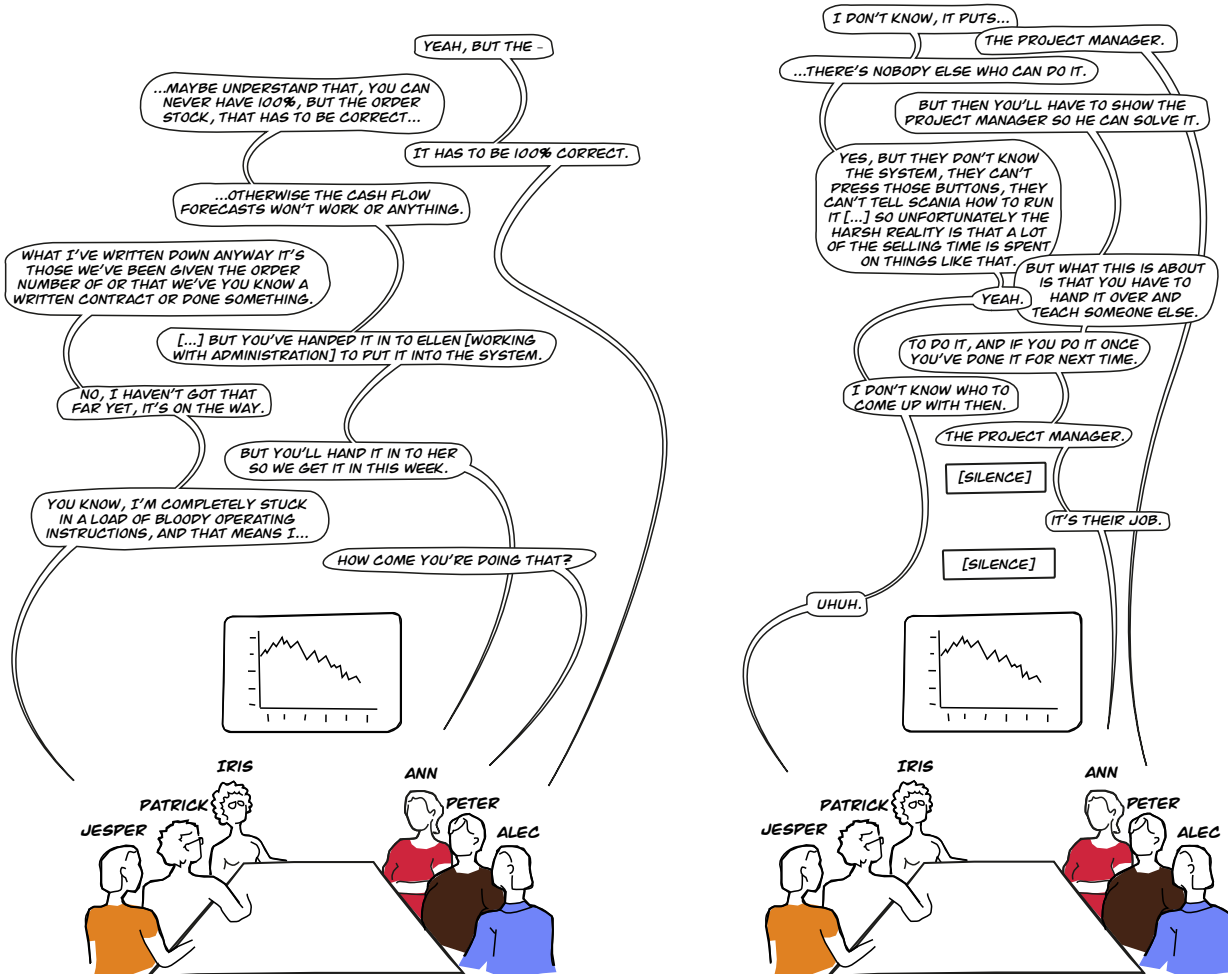 YEAH, BUT THE -
...MAYBE UNDERSTAND THAT, YOU CAN
NEVER HAVE 100%, BUT THE ORDER
STOCK, THAT HAS TO BE CORRECT...
IT HAS TO BE 100% CORRECT.
...OTHERWISE THE CASH FLOW
FORECASTS WON'T WORK OR ANYTHING.
WHAT I'VE WRITTEN DOWN ANYWAY IT'S
THOSE WE'VE BEEN GIVEN THE ORDER
NUMBER OF OR THAT WE'VE YOU KNOW A
WRITTEN CONTRACT OR DONE SOMETHING.
[...] BUT YOU'VE HANDED IT IN TO ELLEN [WORKING
WITH ADMINISTRATION] TO PUT IT INTO THE SYSTEM.
NO, I HAVEN'T GOT THAT
FAR YET, IT'S ON THE WAY.
BUT YOU'LL HAND IT IN TO HER
SO WE GET IT IN THIS WEEK.
YOU KNOW, I'M COMPLETELY STUCK
IN A LOAD OF BLOODY OPERATING
INSTRUCTIONS, AND THAT MEANS I...
HOW COME YOU'RE DOING THAT?
IRIS
ANN
PATRICK
PETER
JESPER
ALEC
I DON'T KNOW, IT PUTS...
THE PROJECT MANAGER.
...THERE'S NOBODY ELSE WHO CAN DO IT.
BUT THEN YOU'LL HAVE TO SHOW THE
PROJECT MANAGER SO HE CAN SOLVE IT.
YES, BUT THEY DON'T KNOW
THE SYSTEM, THEY CAN'T
PRESS THOSE BUTTONS, THEY
CAN'T TELL SCANIA HOW TO RUN
IT [...] SO UNFORTUNATELY THE
HARSH REALITY IS THAT A LOT
OF THE SELLING TIME IS SPENT
ON THINGS LIKE THAT.
BUT WHAT THIS IS ABOUT
IS THAT YOU HAVE TO
HAND IT OVER AND
TEACH SOMEONE ELSE.
YEAH.
TO DO IT, AND IF YOU DO IT ONCE
YOU'VE DONE IT FOR NEXT TIME.
I DON'T KNOW WHO TO
COME UP WITH THEN.
THE PROJECT MANAGER.
[SILENCE]
IT'S THEIR JOB.
[SILENCE]
UHUH.
IRIS
ANN
PATRICK
PETER
JESPER
ALEC